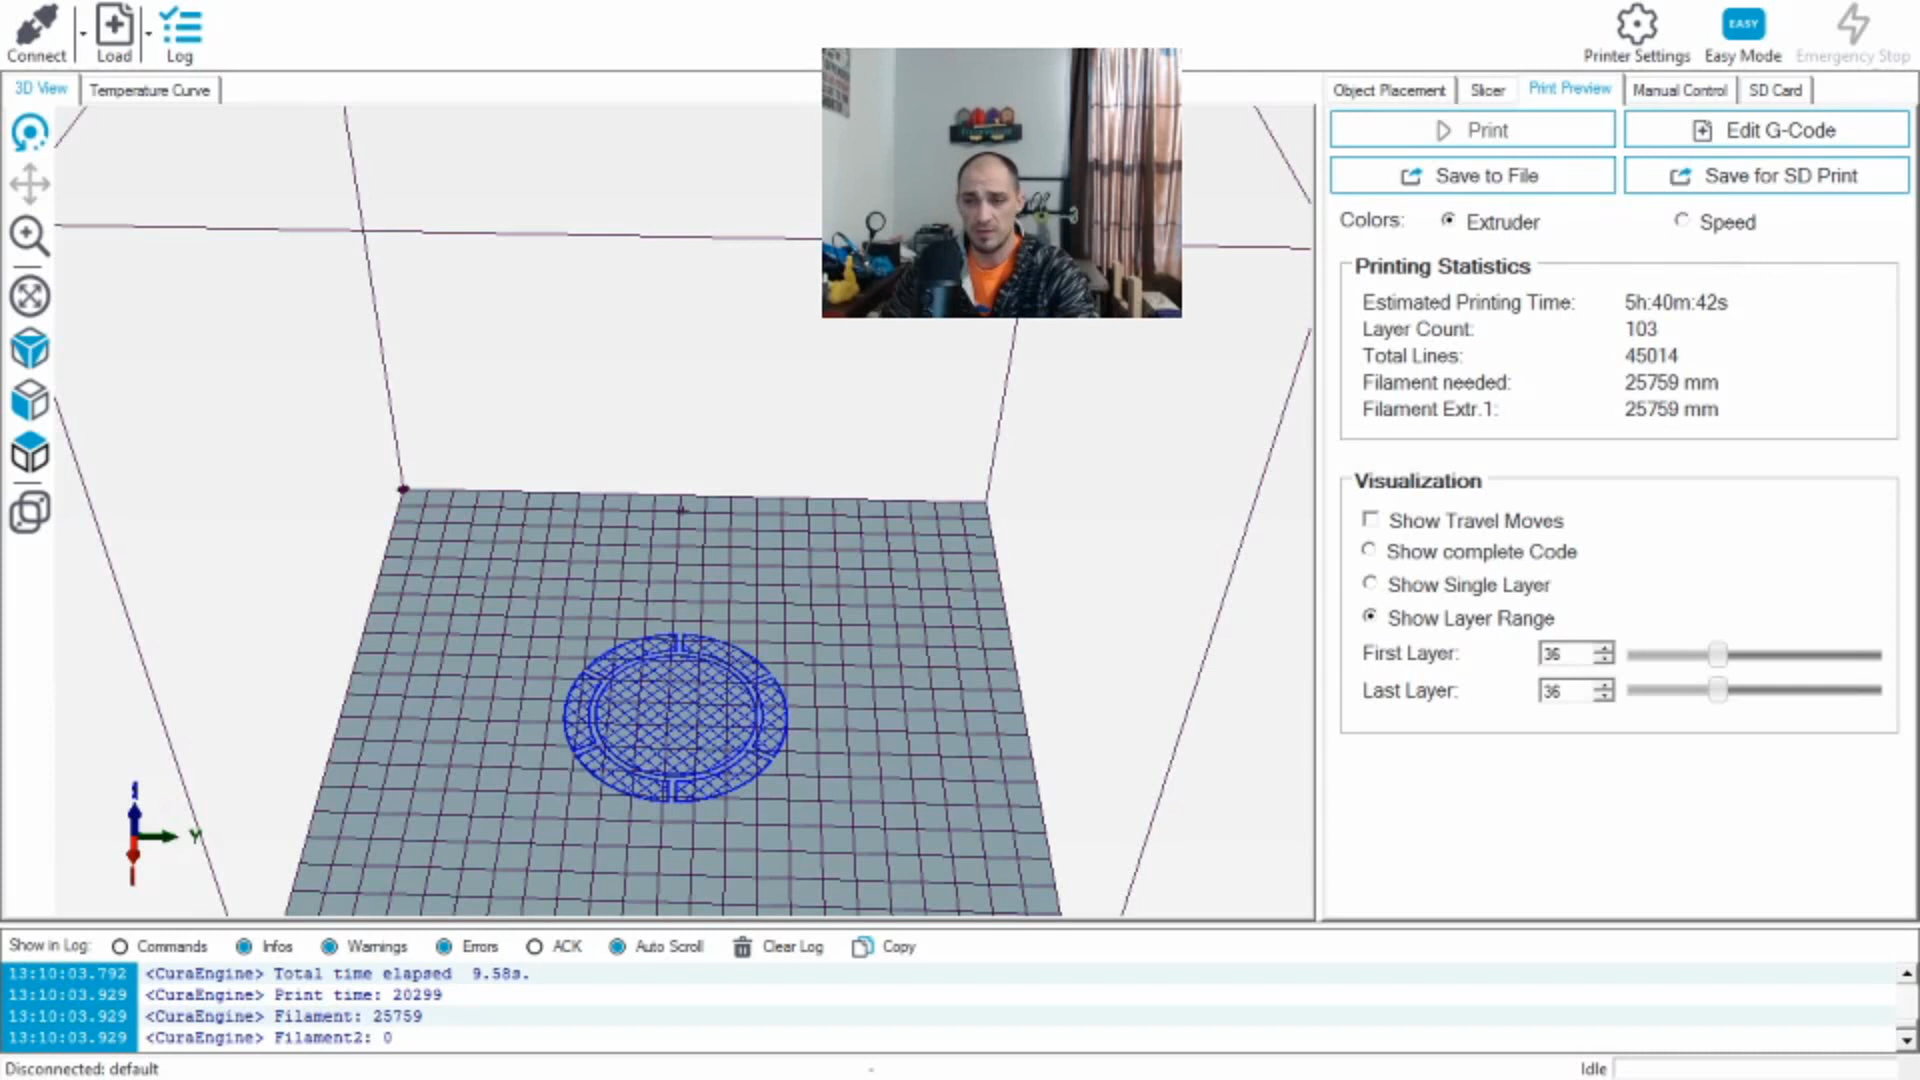 Connect
Load
Log
Printer Settings
EASY
Easy Mode
Emergency Stop
3D View
Temperature Curve
Object Placement
Slicer
Print Preview
Manual Control
SD Card
Print
Edit G-Code
Save to File
Save for SD Print
Colors:
Extruder
Speed
Printing Statistics
Estimated Printing Time: 5h:40m:42s
Layer Count: 103
Total Lines: 45014
Filament needed: 25759 mm
Filament Extr.1: 25759 mm
Visualization
Show Travel Moves
Show complete Code
Show Single Layer
Show Layer Range
First Layer: 36
Last Layer: 36
Y
Show in Log: Commands Infos Warnings Errors ACK Auto Scroll Clear Log Copy
13:10:03.792 <CuraEngine> Total time elapsed 9.58s.
13:10:03.929 <CuraEngine> Print time: 20299
13:10:03.929 <CuraEngine> Filament: 25759
13:10:03.929 <CuraEngine> Filament2: 0
Disconnected: default
-
Idle